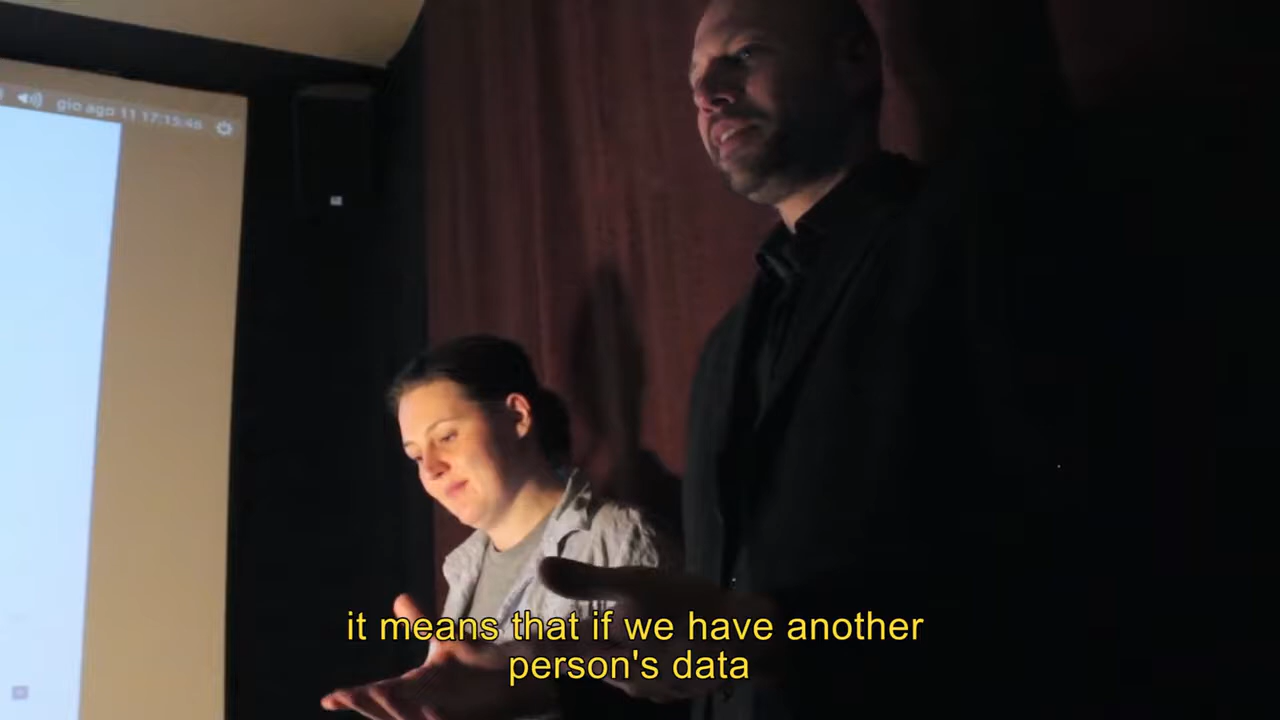 gio ago 11 17:15:46
it means that if we have another
person's data